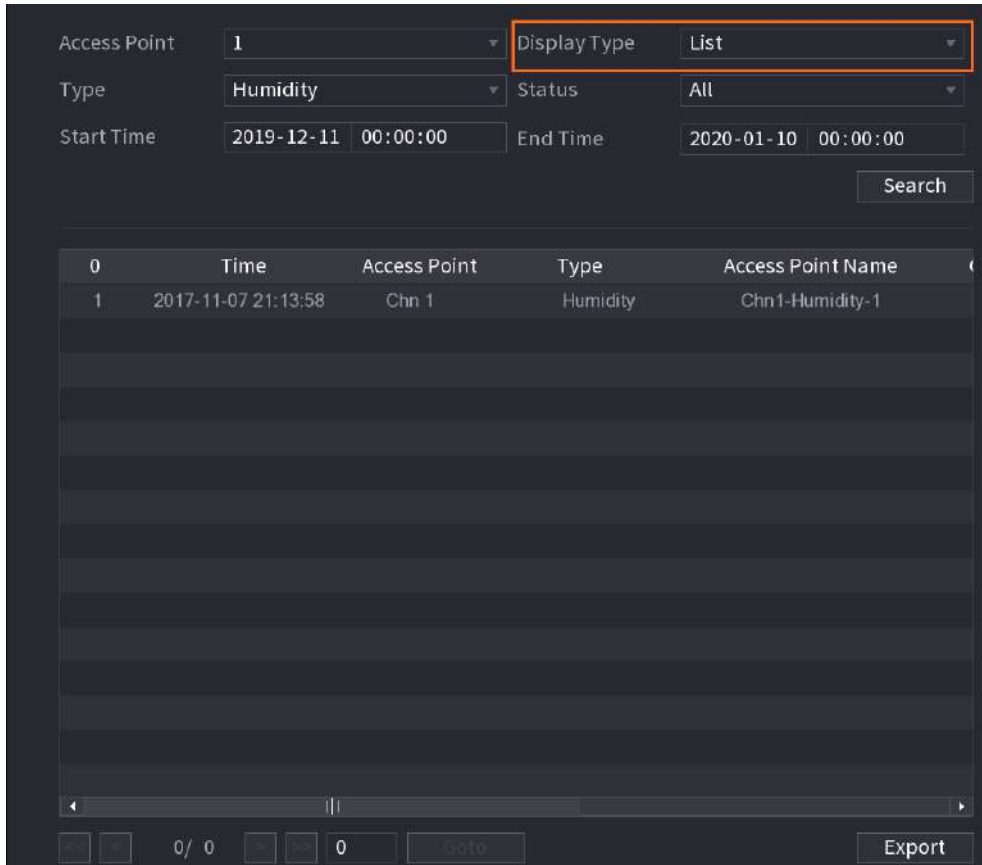 Access Point 1 Display Type List
Type Humidity Status All
Start Time 2019-12-11 00:00:00 End Time 2020-01-10 00:00:00
Search
0 Time Access Point Type Access Point Name
1 2017-11-07 21:13:58 Chn 1 Humidity Chn1-Humidity-1
<< < 0/ 0 > >> 0 Goto Export